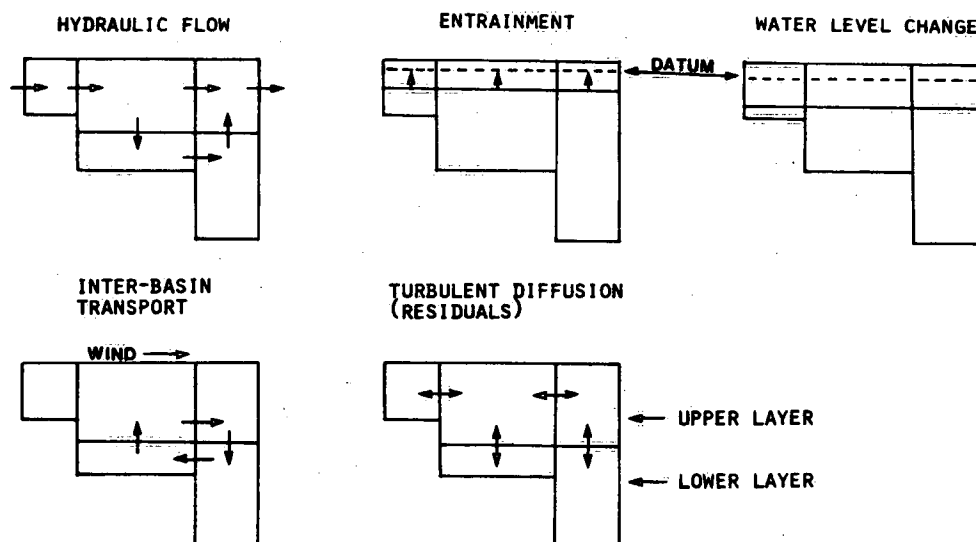 HYDRAULIC FLOW
ENTRAINMENT
WATER LEVEL CHANGE
DATUM
INTER-BASIN
TRANSPORT
WIND
TURBULENT DIFFUSION
(RESIDUALS)
UPPER LAYER
LOWER LAYER